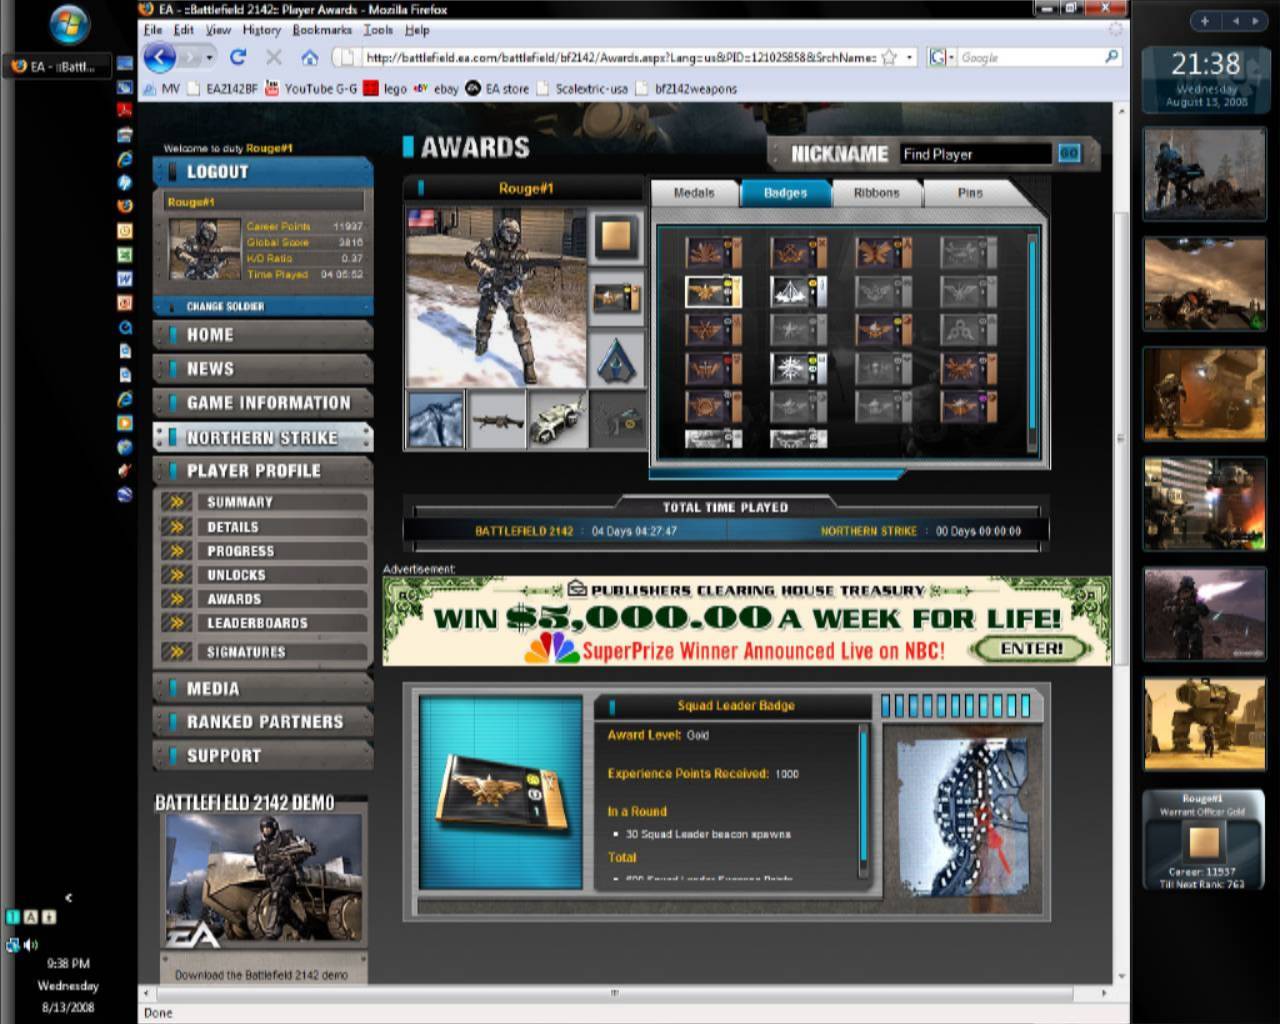 EA - ::Battlefield 2142:: Player Awards - Mozilla Firefox
File Edit View History Bookmarks Tools Help
http://battlefield.ea.com/battlefield/bf2142/Awards.aspx?Lang=us&PID=121025858&SrchName=
Google
MV EA2142BF YouTube G-G lego ebay EA store Scalextric-usa bf2142weapons
EA - ::Battl...
Welcome to duty Rouge#1
LOGOUT
Rouge#1
Career Points 11937
Global Score 3816
K/D Ratio 0.37
Time Played 04 05:52
CHANGE SOLDIER
HOME
NEWS
GAME INFORMATION
NORTHERN STRIKE
PLAYER PROFILE
SUMMARY
DETAILS
PROGRESS
UNLOCKS
AWARDS
LEADERBOARDS
SIGNATURES
MEDIA
RANKED PARTNERS
SUPPORT
BATTLEFIELD 2142 DEMO
EA
Download the Battlefield 2142 demo
AWARDS
NICKNAME Find Player GO
Rouge#1
Medals Badges Ribbons Pins
TOTAL TIME PLAYED
BATTLEFIELD 2142 : 04 Days 04:27:47 NORTHERN STRIKE : 00 Days 00:00:00
Advertisement:
PUBLISHERS CLEARING HOUSE TREASURY
WIN $5,000.00 A WEEK FOR LIFE!
SuperPrize Winner Announced Live on NBC! ENTER!
Squad Leader Badge
Award Level: Gold
Experience Points Received: 1000
In a Round
30 Squad Leader beacon spawns
Total
Done
9:38 PM
Wednesday
8/13/2008
21:38
Wednesday
August 13, 2008
Rouge#1
Warrant Officer Gold
Career: 11937
Till Next Rank: 763